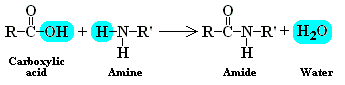 O O
R–C–OH + H–N–R' ⟶ R–C–N–R' + H₂O
H H
Carboxylic acid Amine Amide Water